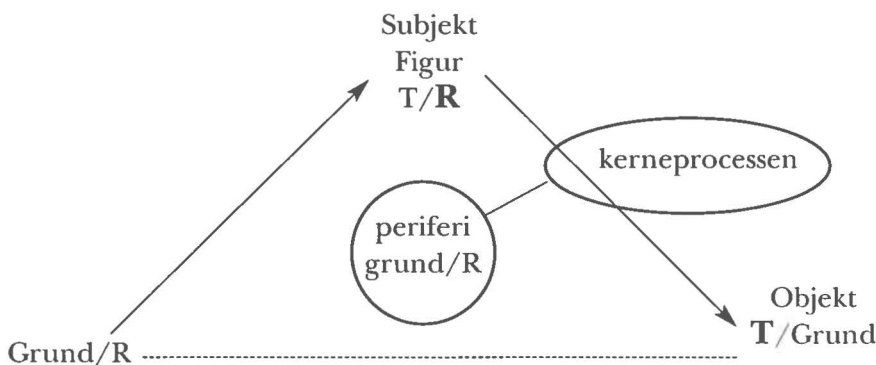 Subjekt
Figur
T/R
kerneprocessen
periferi
grund/R
Objekt
T/Grund
Grund/R